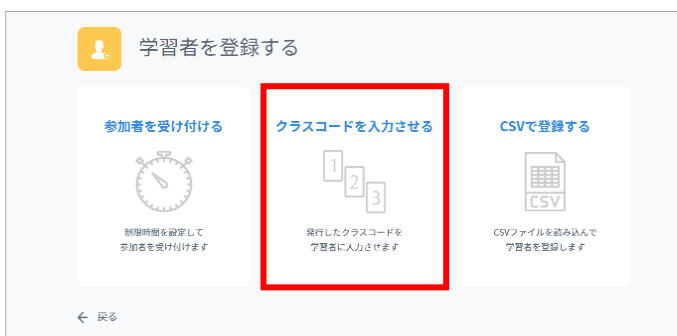 学習者を登録する
参加者を受け付ける
制限時間を設定して
参加者を受け付けます
クラスコードを入力させる
1
2
3
発行したクラスコードを
学習者に入力させます
CSVで登録する
CSV
CSVファイルを読み込んで
学習者を登録します
← 戻る